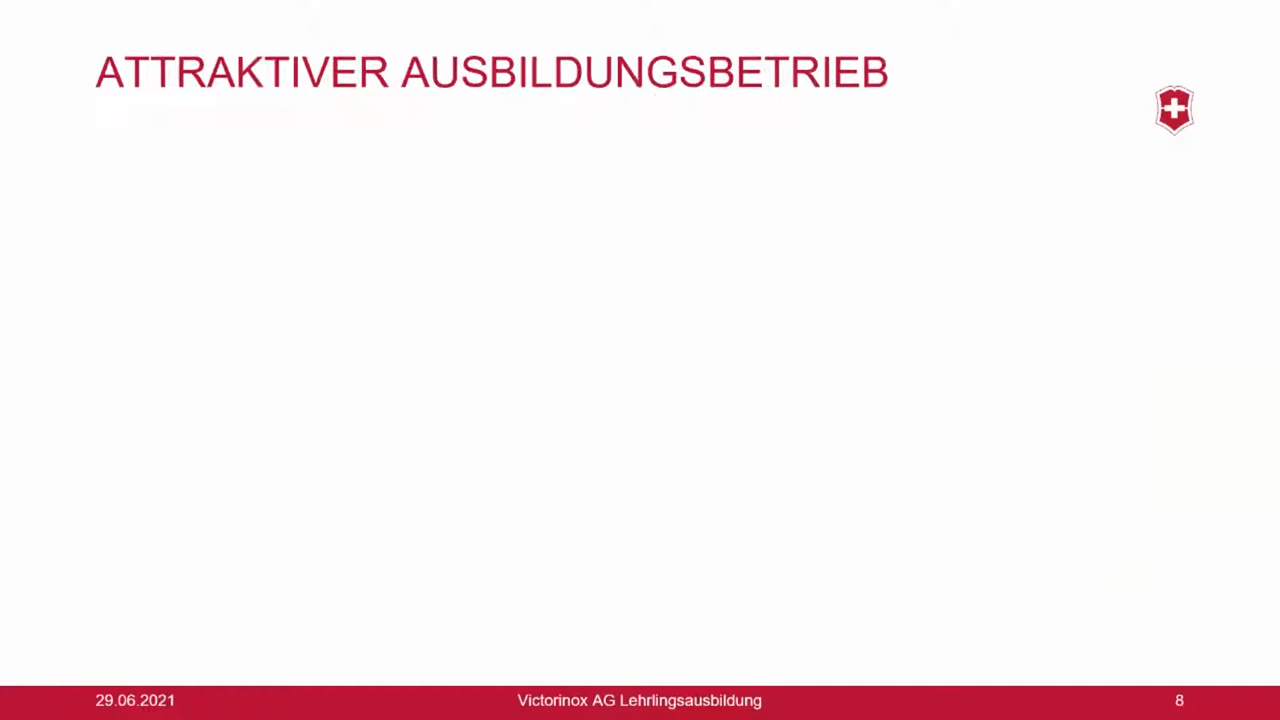 ATTRAKTIVER AUSBILDUNGSBETRIEB
29.06.2021
Victorinox AG Lehrlingsausbildung
8